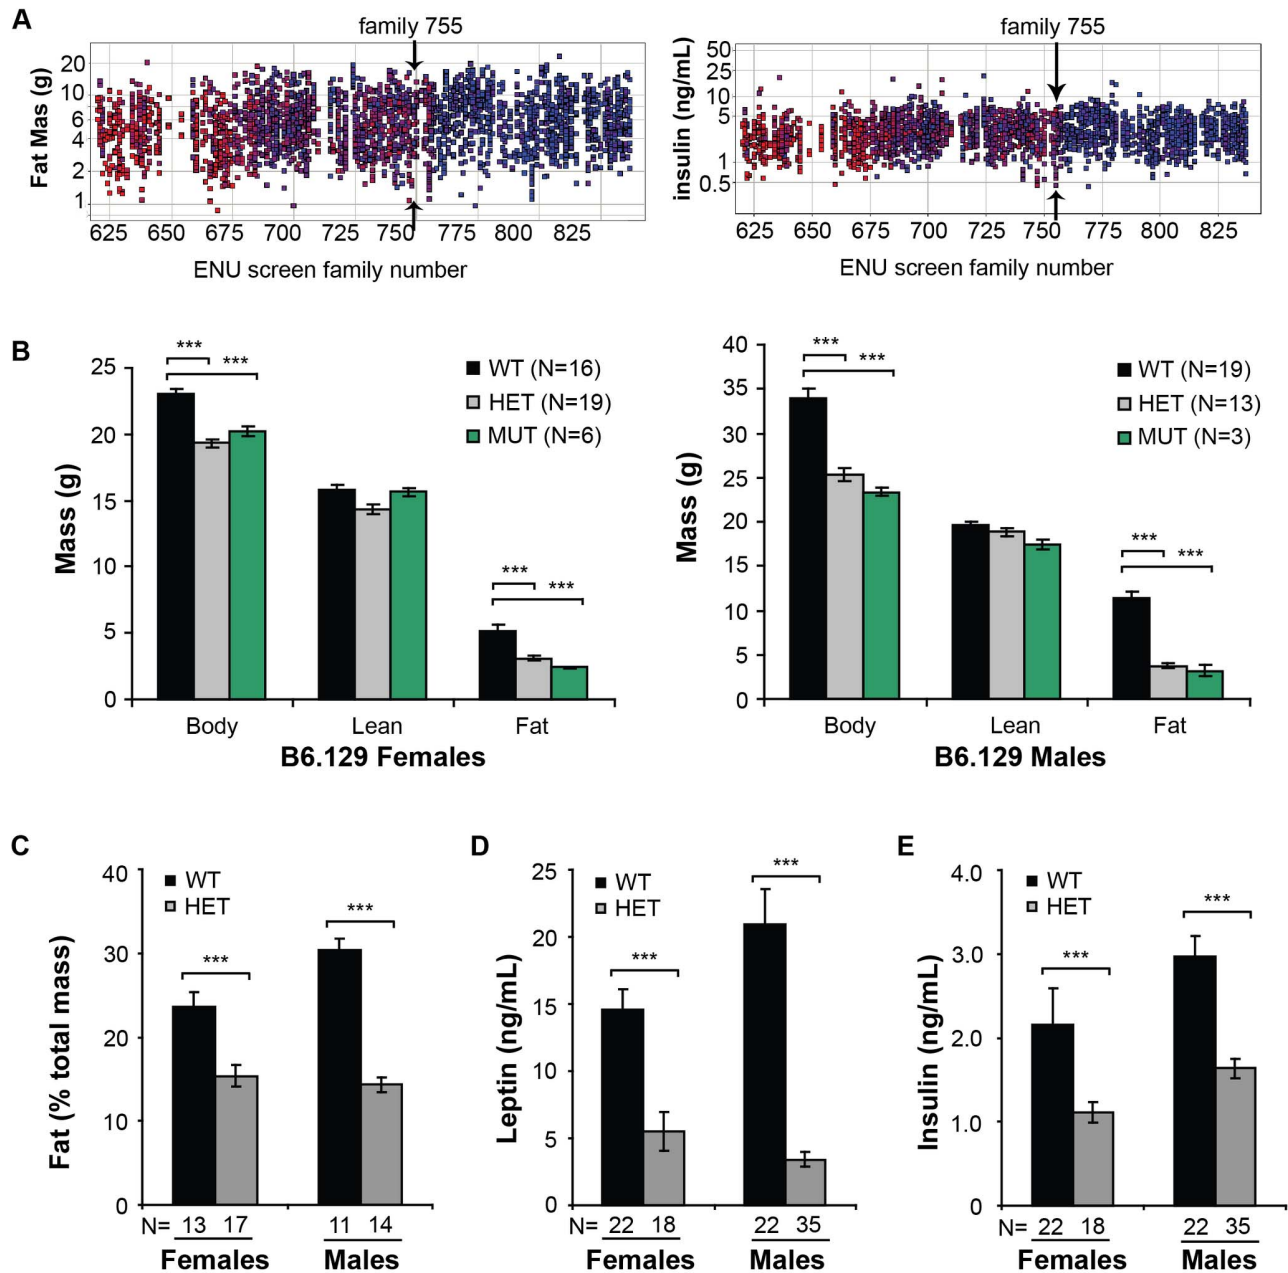 A
family 755
Fat Mas (g)
20
10
6
4
2
1
625 650 675 700 725 750 775 800 825
ENU screen family number
family 755
insulin (ng/mL)
50
25
10
5
1
0.5
625 650 675 700 725 750 775 800 825
ENU screen family number
B
Mass (g)
25
20
15
10
5
0
*** ***
*** ***
WT (N=16)
HET (N=19)
MUT (N=6)
Body Lean Fat
B6.129 Females
Mass (g)
40
35
30
25
20
15
10
5
0
*** ***
*** ***
WT (N=19)
HET (N=13)
MUT (N=3)
Body Lean Fat
B6.129 Males
C
Fat (% total mass)
40
30
20
10
0
WT
HET
***
***
N= 13 17 11 14
Females Males
D
Leptin (ng/mL)
25
20
15
10
5
0
WT
HET
***
***
N= 22 18 22 35
Females Males
E
Insulin (ng/mL)
4.0
3.0
2.0
1.0
0
WT
HET
***
***
N= 22 18 22 35
Females Males